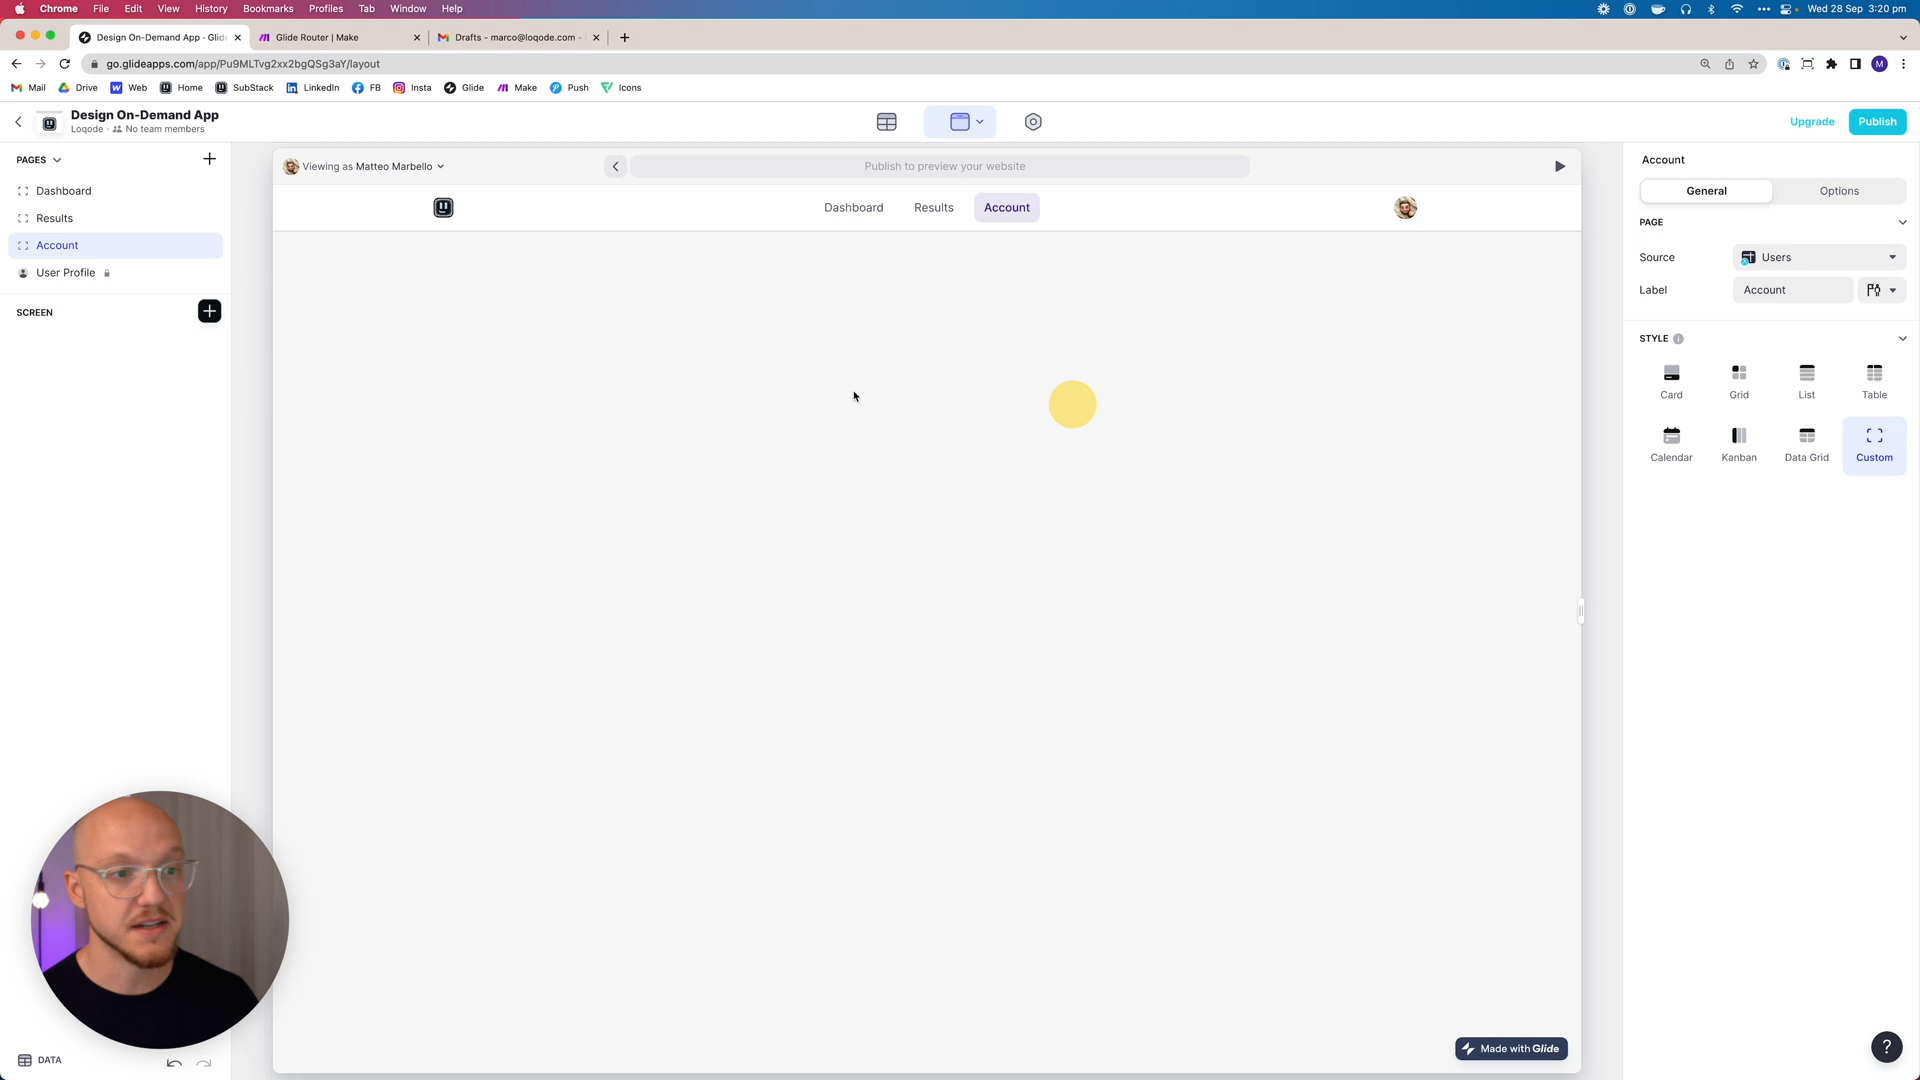 Chrome File Edit View History Bookmarks Profiles Tab Window Help Wed 28 Sep 3:20 pm
Design On-Demand App · Glid Glide Router | Make Drafts - marco@loqode.com -
go.glideapps.com/app/Pu9MLTvg2xx2bgQSg3aY/layout M
Mail Drive Web Home SubStack LinkedIn FB Insta Glide Make Push Icons
Design On-Demand App
Loqode · No team members
Upgrade Publish
PAGES
Dashboard
Results
Account
User Profile
SCREEN
Viewing as Matteo Marbello
Publish to preview your website
Dashboard Results Account
Account
General Options
PAGE
Source Users
Label Account
STYLE
Card Grid List Table
Calendar Kanban Data Grid Custom
DATA
Made with Glide
?